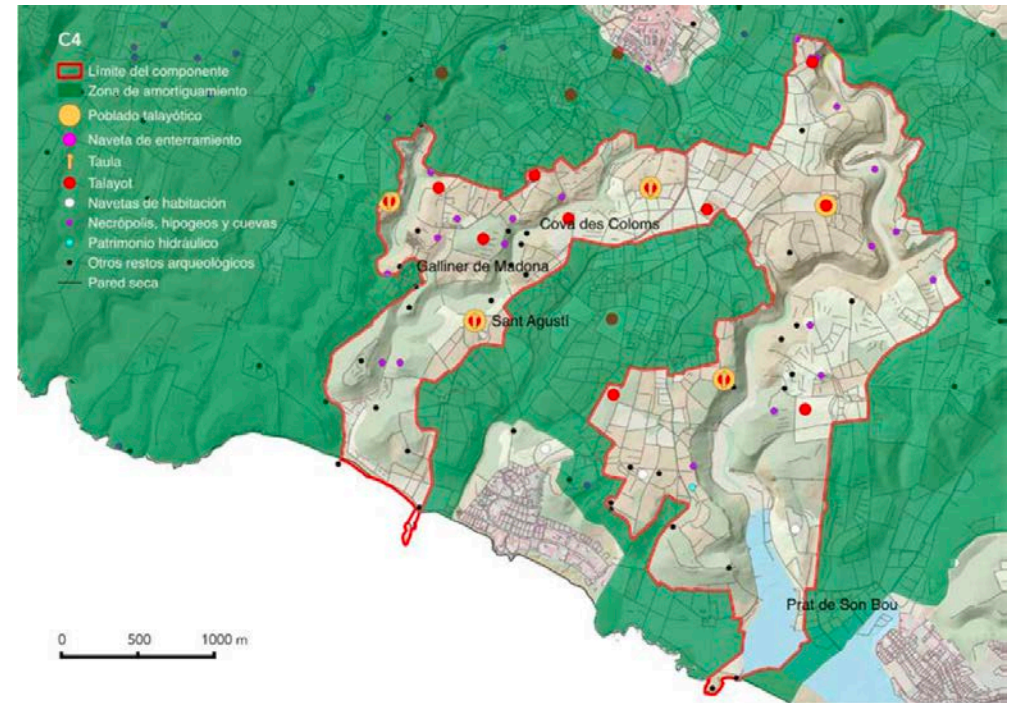 C4
Límite del componente
Zona de amortiguamiento
Poblado talayótico
Naveta de enterramiento
Taula
Talayot
Navetas de habitación
Necrópolis, hipogeos y cuevas
Patrimonio hidráulico
Otros restos arqueológicos
Pared seca
Cova des Coloms
Galliner de Madona
Sant Agustí
Prat de Son Bou
0 500 1000 m